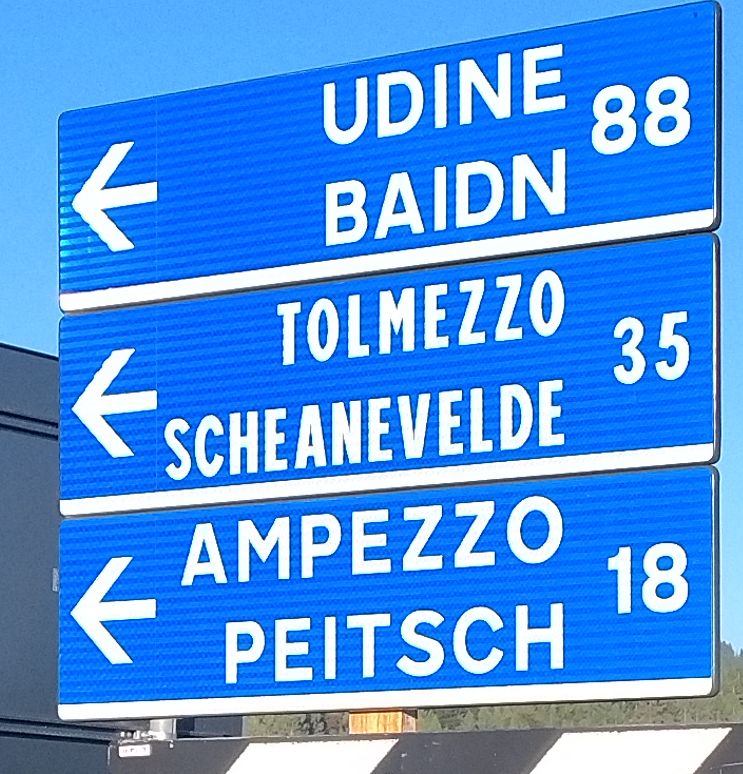 UDINE 88
BAIDN
TOLMEZZO 35
SCHEANEVELDE
AMPEZZO 18
PEITSCH